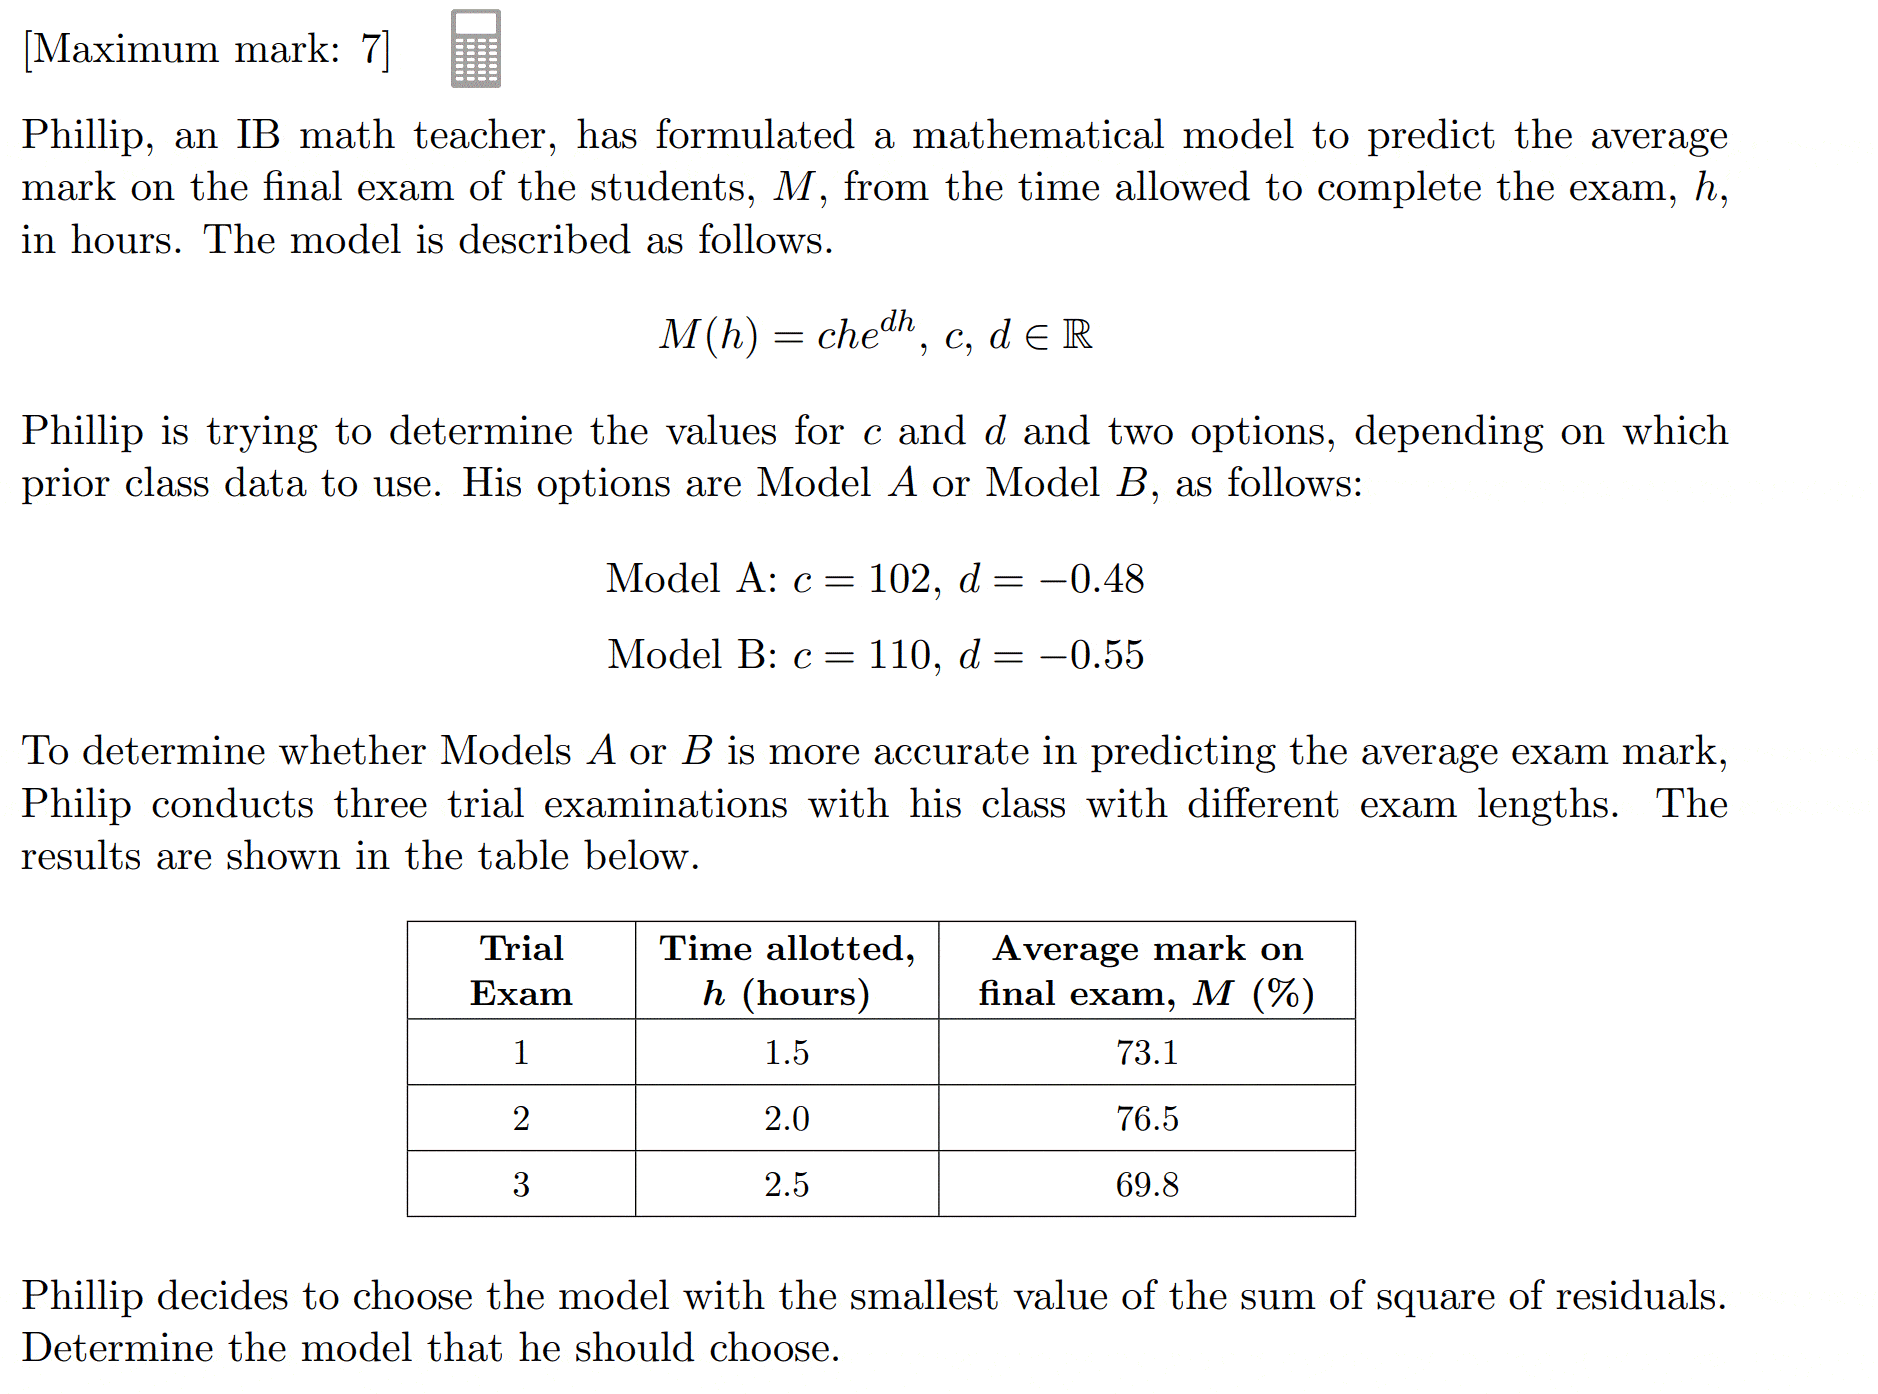 [Maximum mark: 7]
Phillip, an IB math teacher, has formulated a mathematical model to predict the average
mark on the final exam of the students, M, from the time allowed to complete the exam, h,
in hours. The model is described as follows.
M(h) = che^{dh}, c, d ∈ ℝ
Phillip is trying to determine the values for c and d and two options, depending on which
prior class data to use. His options are Model A or Model B, as follows:
Model A: c = 102, d = −0.48
Model B: c = 110, d = −0.55
To determine whether Models A or B is more accurate in predicting the average exam mark,
Philip conducts three trial examinations with his class with different exam lengths. The
results are shown in the table below.
Trial Exam | Time allotted, h (hours) | Average mark on final exam, M (%)
1 | 1.5 | 73.1
2 | 2.0 | 76.5
3 | 2.5 | 69.8
Phillip decides to choose the model with the smallest value of the sum of square of residuals.
Determine the model that he should choose.